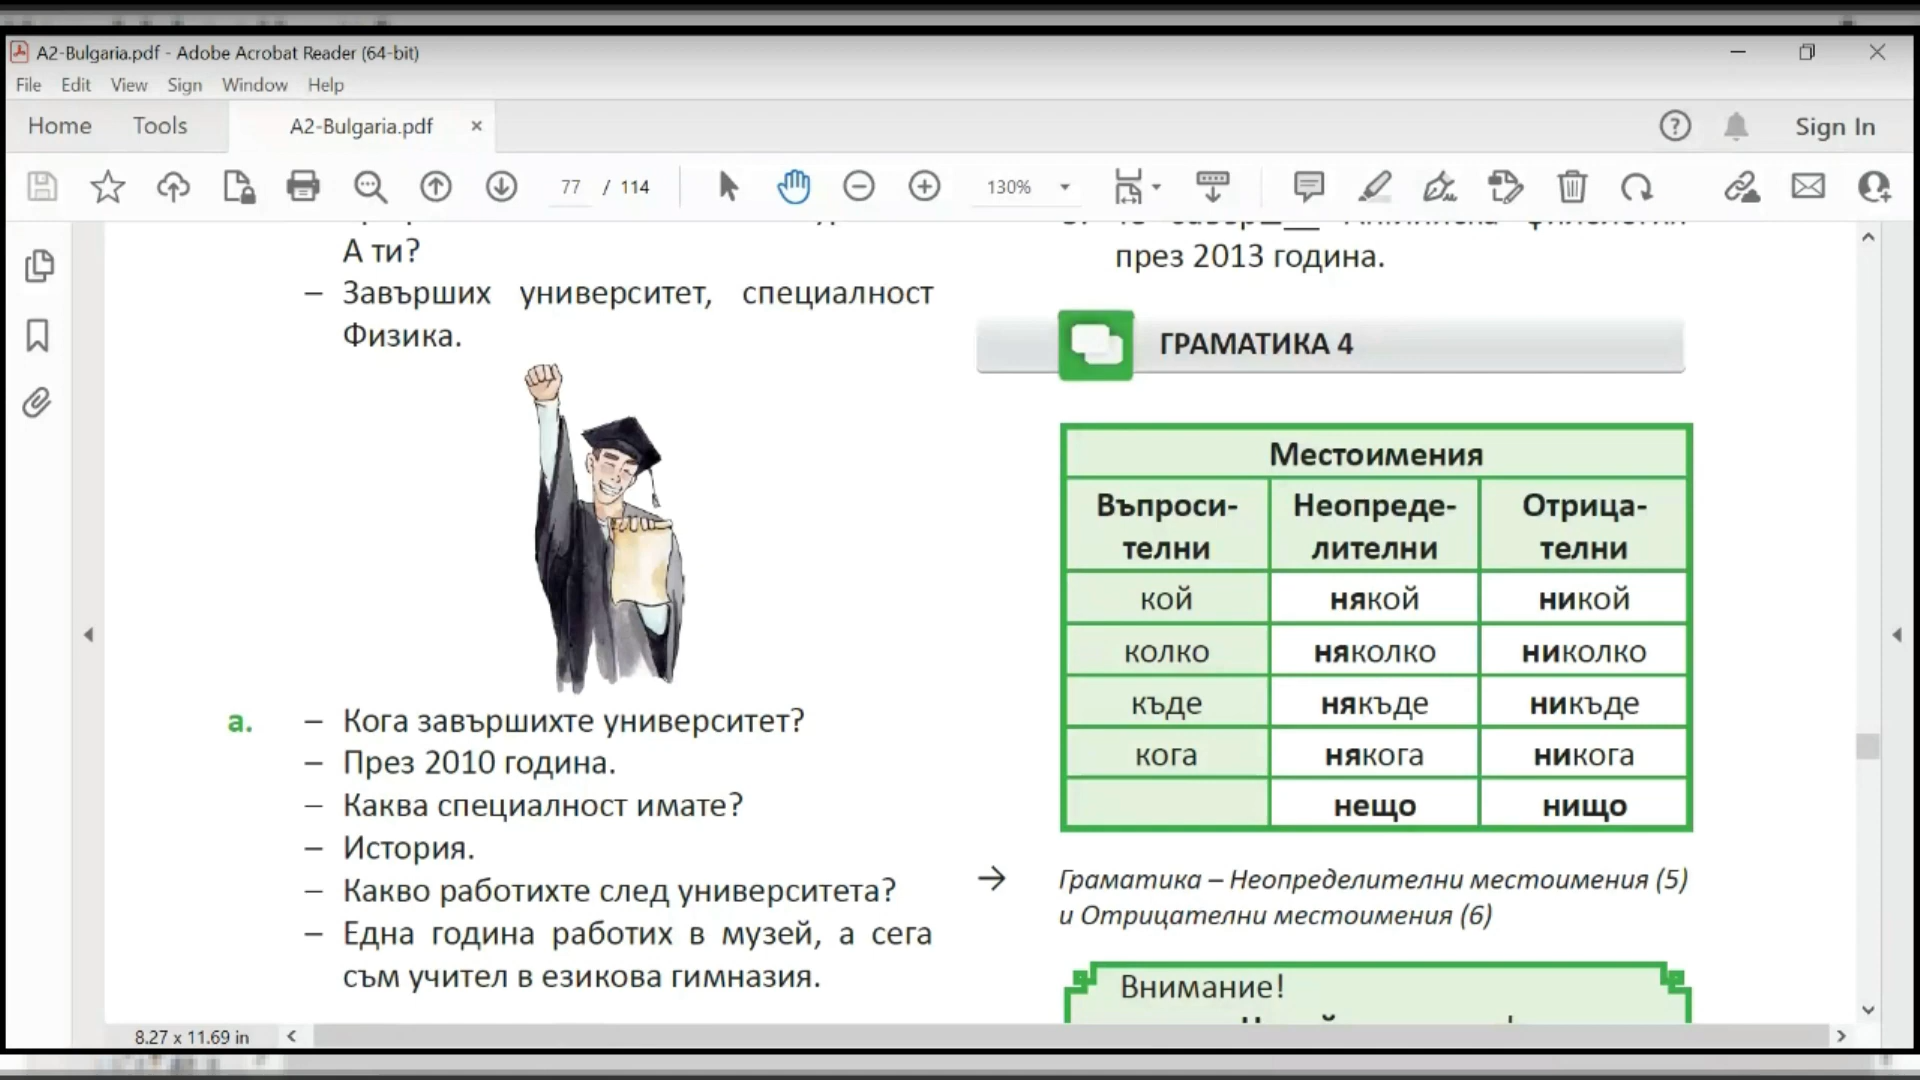 A2-Bulgaria.pdf - Adobe Acrobat Reader (64-bit)
File Edit View Sign Window Help
Home Tools A2-Bulgaria.pdf × Sign In
77 / 114 130%
А ти?
– Завърших университет, специалност
Физика.
а. – Кога завършихте университет?
– През 2010 година.
– Каква специалност имате?
– История.
– Какво работихте след университета?
– Една година работих в музей, а сега
съм учител в езикова гимназия.
през 2013 година.
ГРАМАТИКА 4
Местоимения
Въпроси- Неопреде- Отрица-
телни лителни телни
кой някой никой
колко няколко николко
къде някъде никъде
кога някога никога
нещо нищо
→ Граматика – Неопределителни местоимения (5)
и Отрицателни местоимения (6)
Внимание!
8.27 x 11.69 in